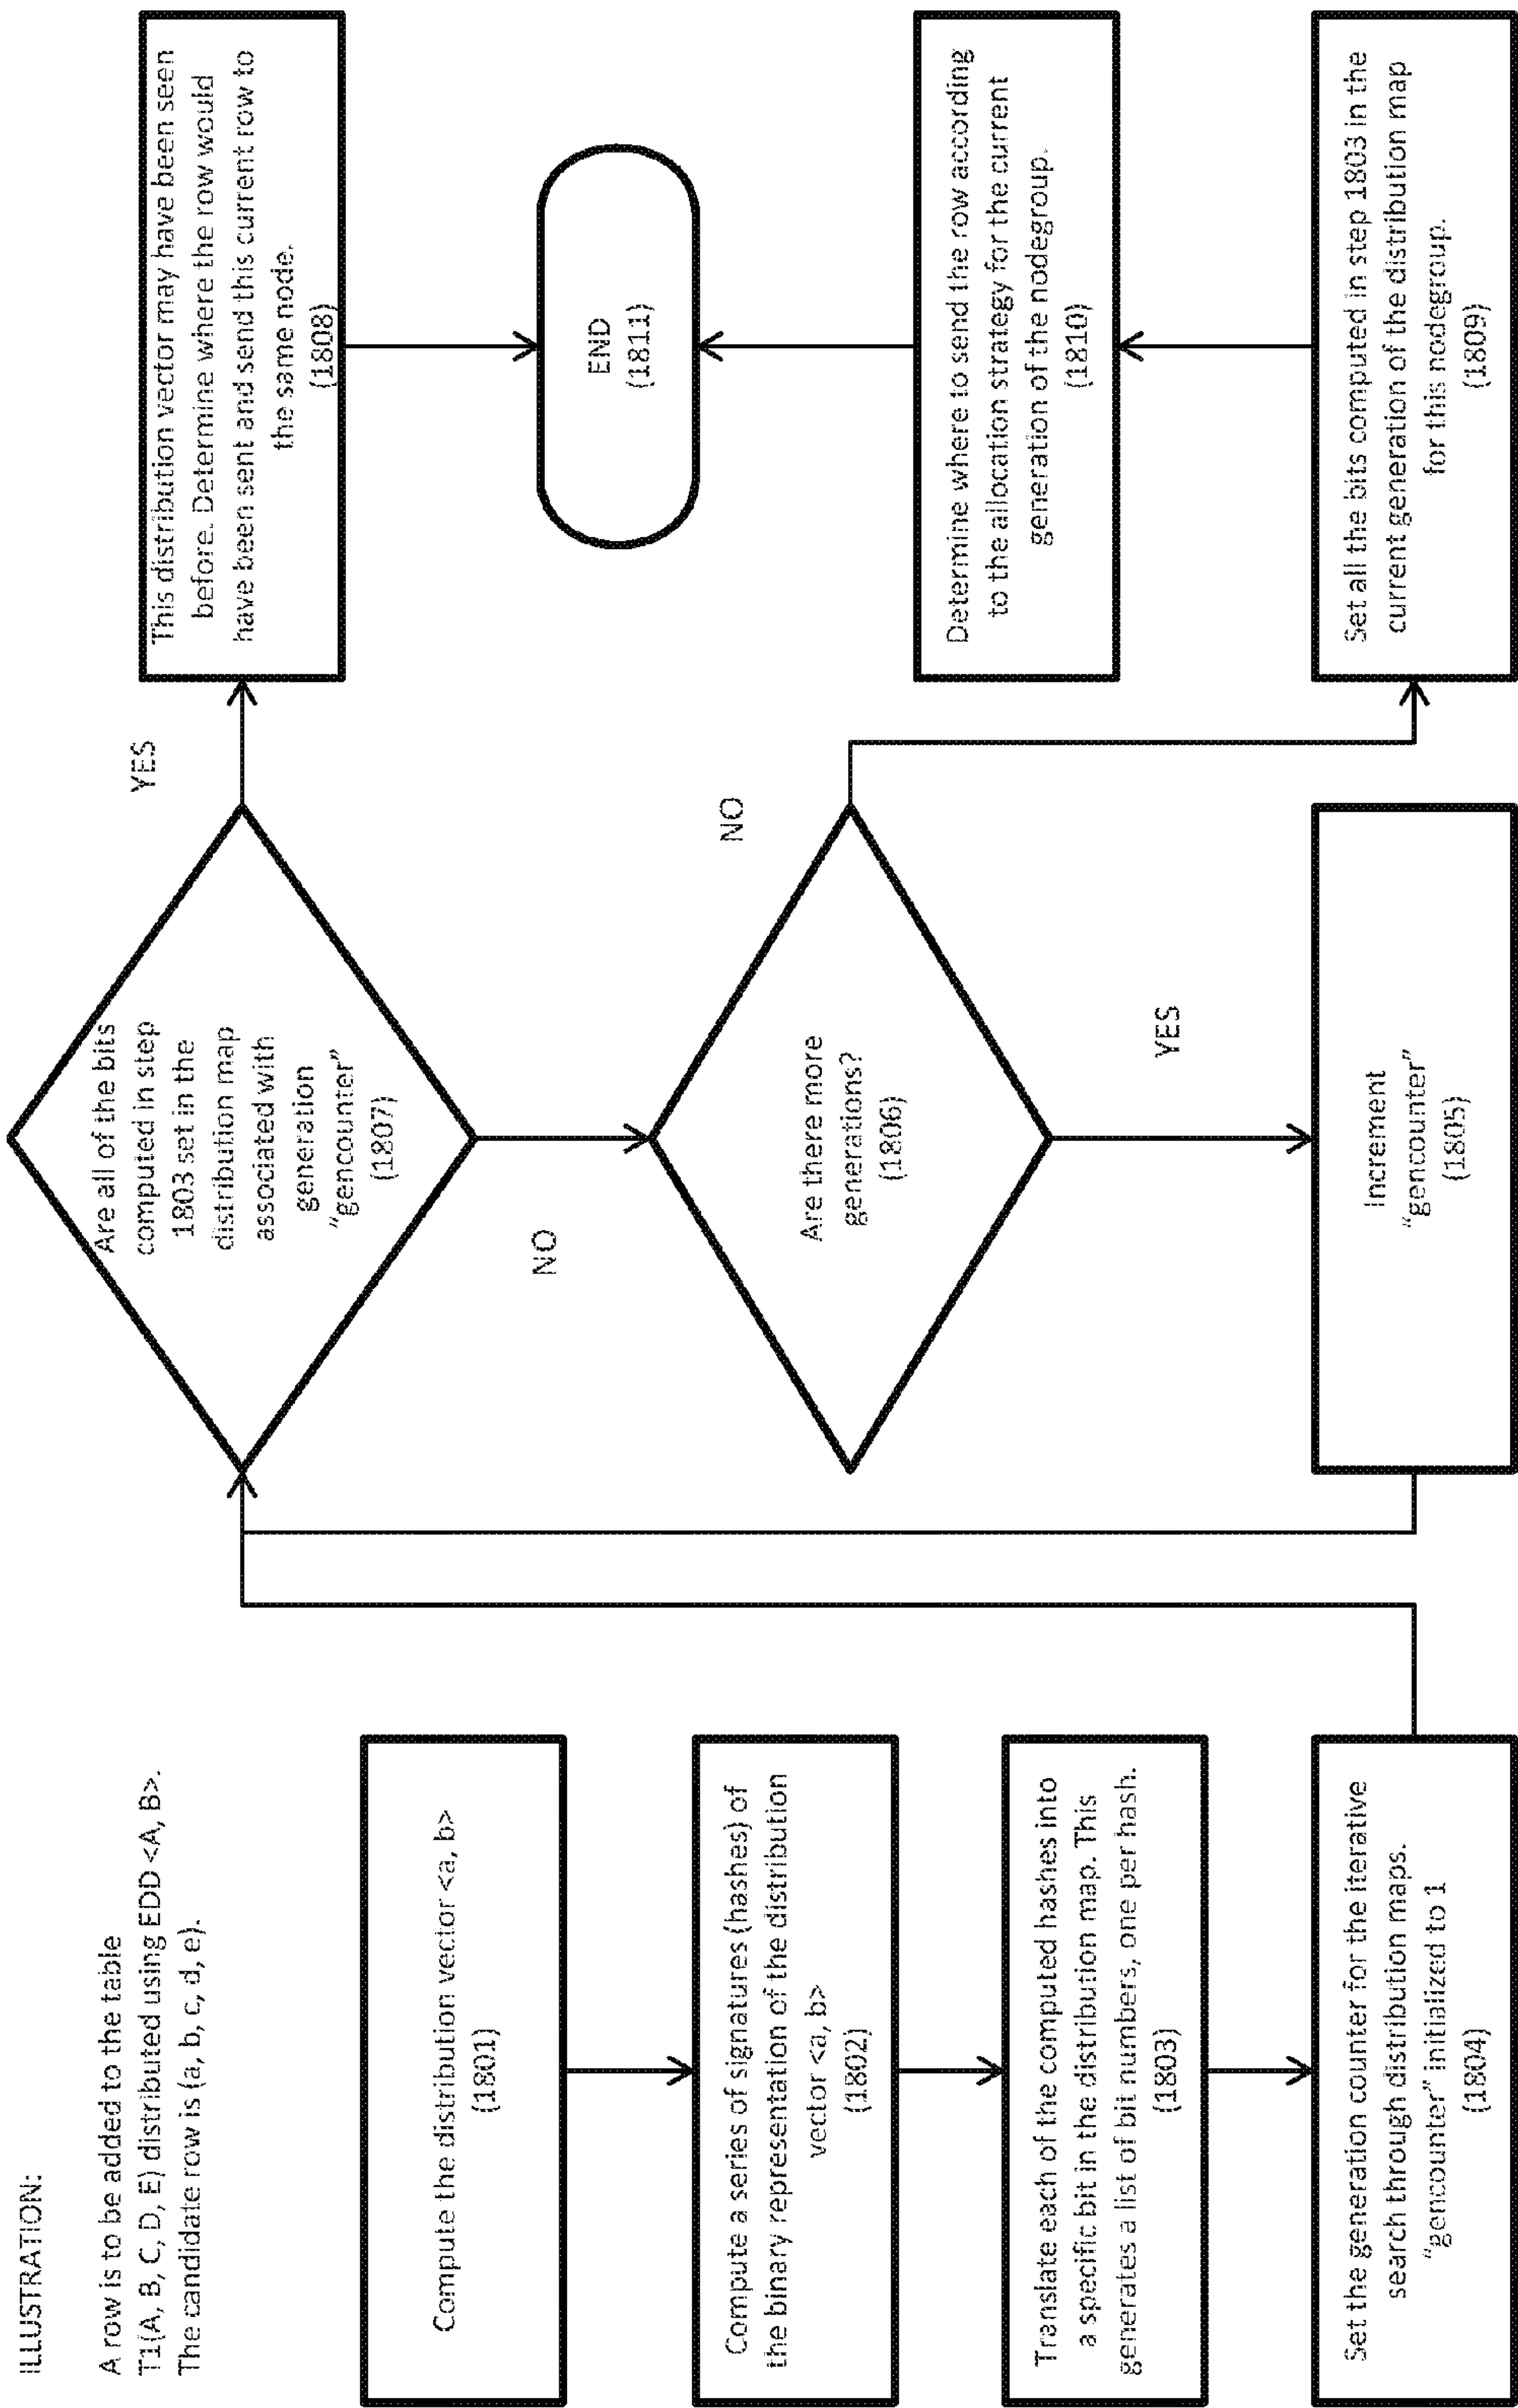 ILLUSTRATION:
A row is to be added to the table
T1(A, B, C, D, E) distributed using EDD <A, B>.
The candidate row is (a, b, c, d, e).
Compute the distribution vector <a, b>
(1801)
Compute a series of signatures (hashes) of
the binary representation of the distribution
vector <a, b>
(1802)
Translate each of the computed hashes into
a specific bit in the distribution map. This
generates a list of bit numbers, one per hash.
(1803)
Set the generation counter for the iterative
search through distribution maps.
"gencounter" initialized to 1
(1804)
Are all of the bits
computed in step
1803 set in the
distribution map
associated with
generation
"gencounter"
(1807)
YES
NO
Are there more
generations?
(1806)
NO
YES
Increment
"gencounter"
(1805)
This distribution vector may have been seen
before. Determine where the row would
have been sent and send this current row to
the same node.
(1808)
END
(1811)
Determine where to send the row according
to the allocation strategy for the current
generation of the nodegroup.
(1810)
Set all the bits computed in step 1803 in the
current generation of the distribution map
for this nodegroup.
(1809)